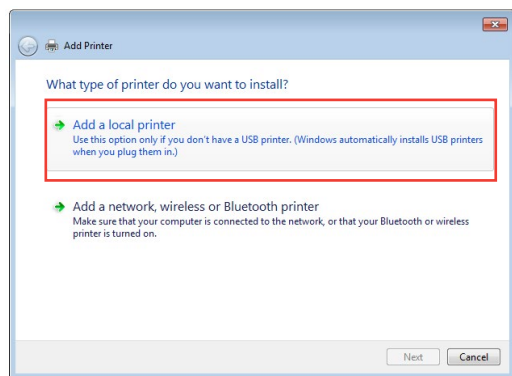 Add Printer
What type of printer do you want to install?
Add a local printer
Use this option only if you don't have a USB printer. (Windows automatically installs USB printers
when you plug them in.)
Add a network, wireless or Bluetooth printer
Make sure that your computer is connected to the network, or that your Bluetooth or wireless
printer is turned on.
Next Cancel